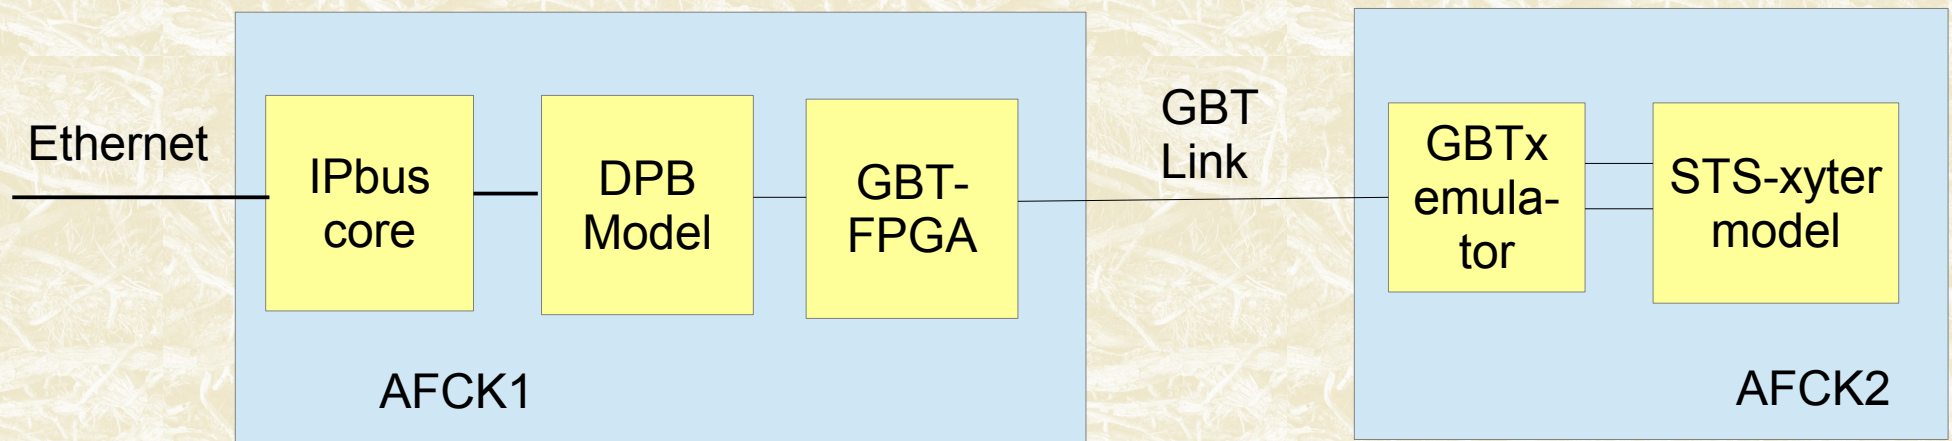 Ethernet
IPbus
core
DPB
Model
GBT-
FPGA
AFCK1
GBT
Link
GBTx
emula-
tor
STS-xyter
model
AFCK2